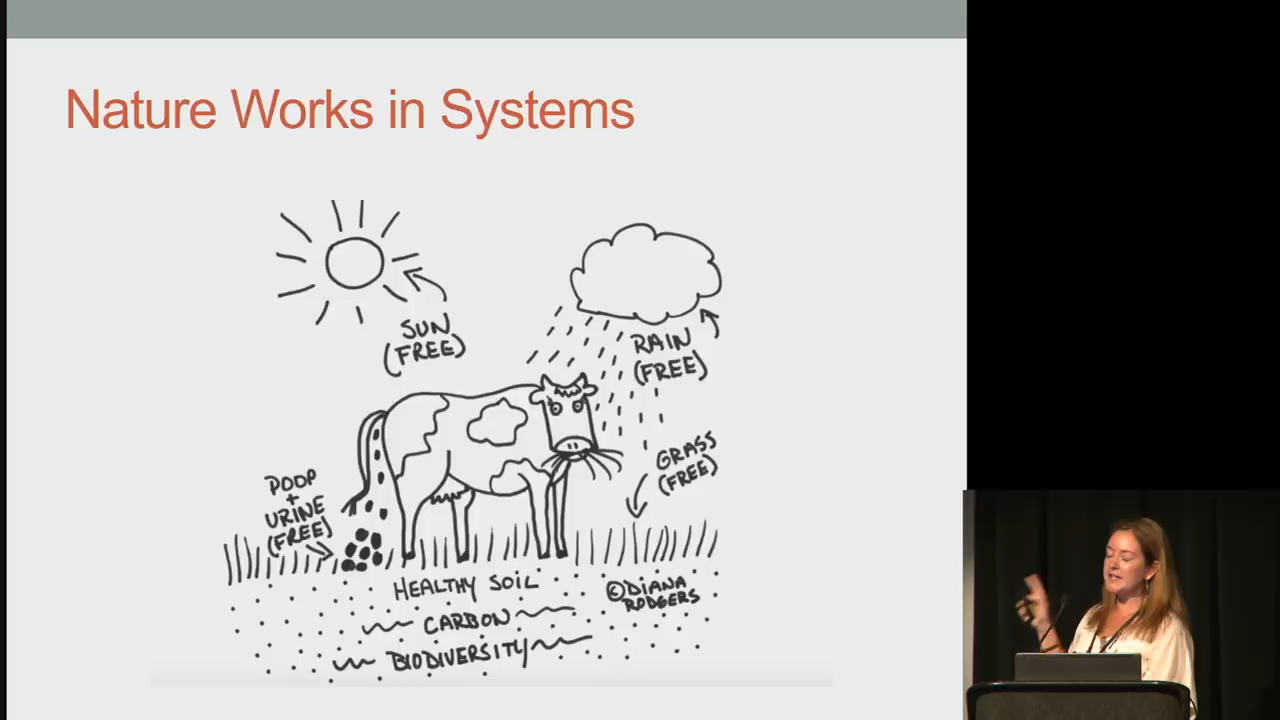 Nature Works in Systems
SUN
(FREE)
RAIN
(FREE)
GRASS
(FREE)
POOP
+
URINE
(FREE)
HEALTHY SOIL
CARBON
BIODIVERSITY
©DIANA
RODGERS